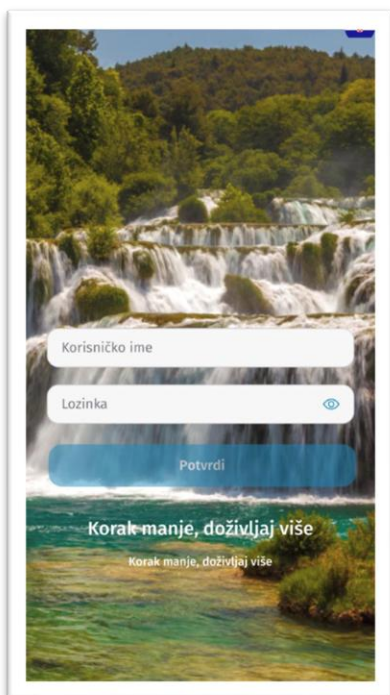 Korisničko ime
Lozinka
Potvrdi
Korak manje, doživljaj više
Korak manje, doživljaj više